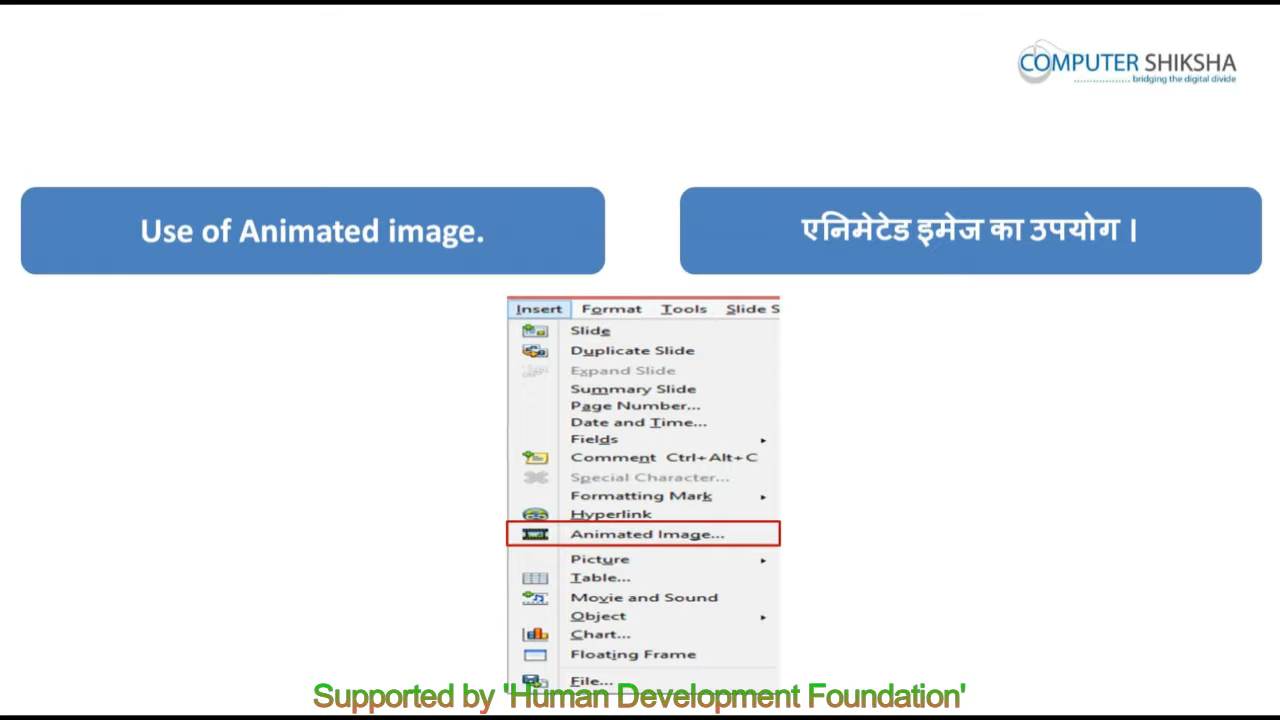 COMPUTER SHIKSHA
bridging the digital divide
Use of Animated image.
एनिमेटेड इमेज का उपयोग ।
Insert Format Tools Slide S
Slide
Duplicate Slide
Expand Slide
Summary Slide
Page Number...
Date and Time...
Fields
Comment Ctrl+Alt+C
Special Character...
Formatting Mark
Hyperlink
Animated Image...
Picture
Table...
Movie and Sound
Object
Chart...
Floating Frame
File...
Supported by 'Human Development Foundation'